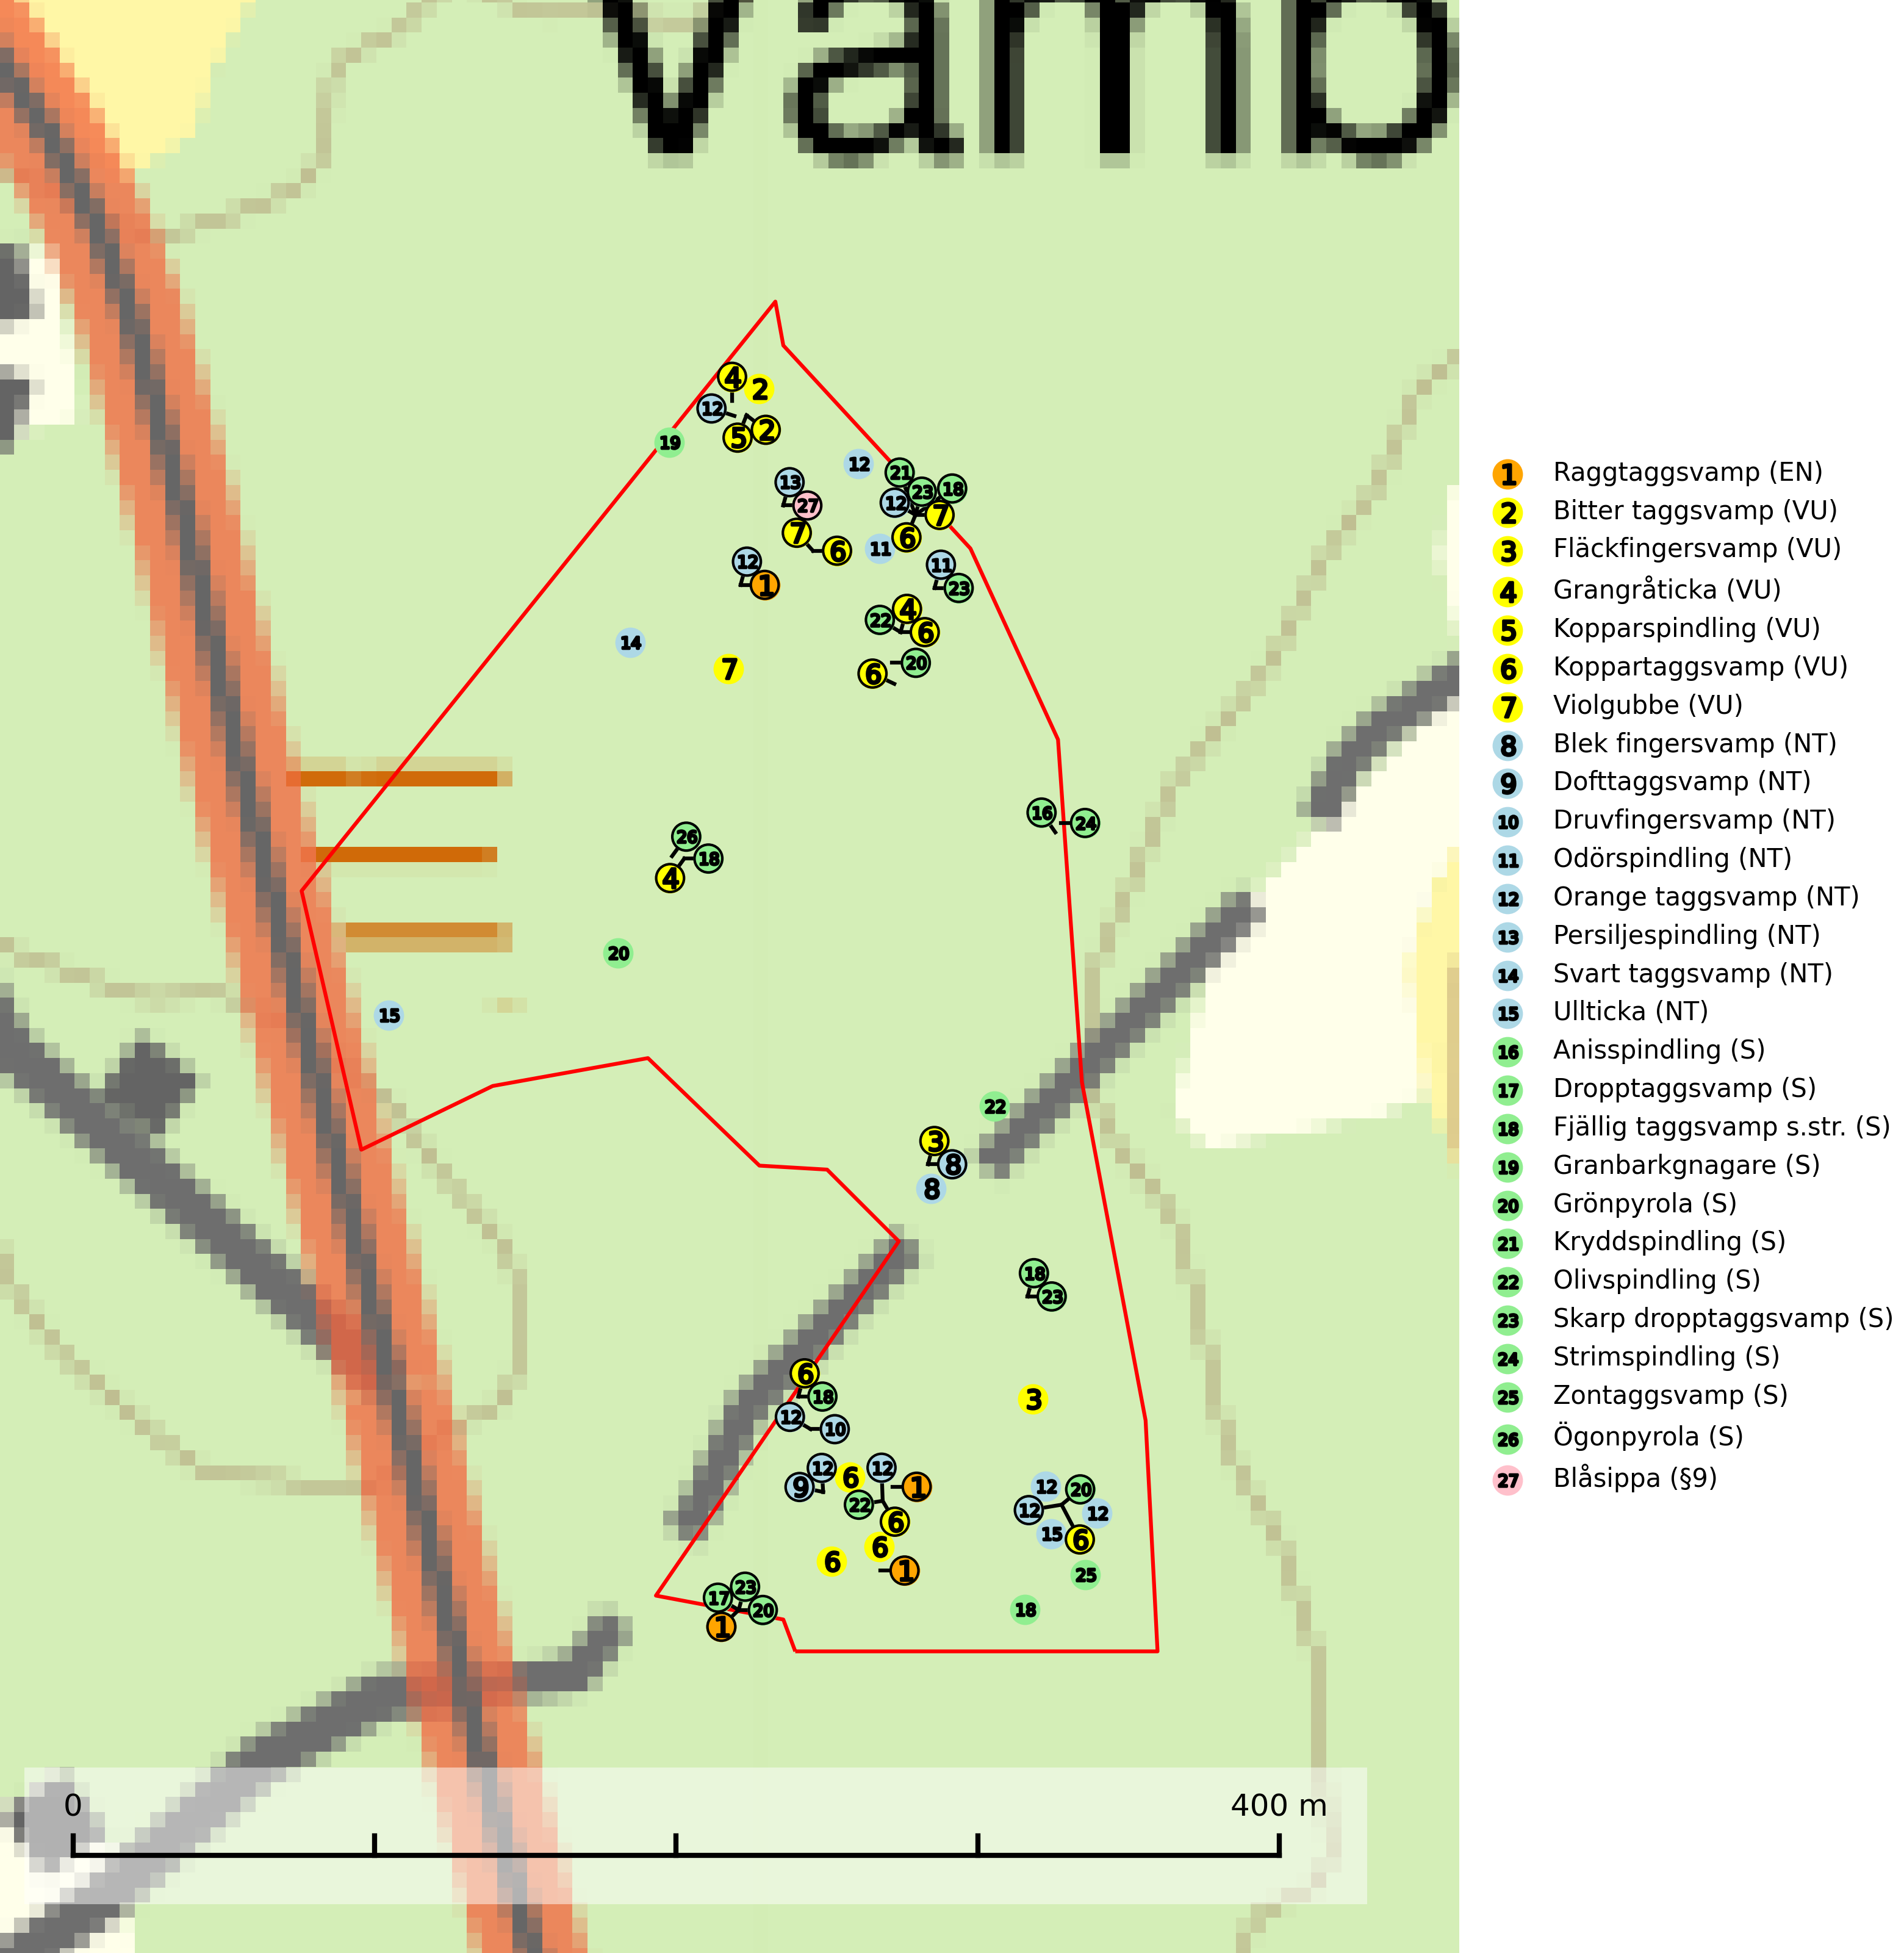 Vamb
4
2
12
5
2
19
12
21
13
23
18
12
27
7
7
6
6
11
12
11
1
23
4
22
6
14
20
7
6
16
24
26
18
4
20
15
22
3
8
8
18
23
6
3
18
12
10
12
6
12
9
1
12
20
22
12
12
6
15
6
6
6
1
25
23
17
20
18
1
0
400 m
1 Raggtaggsvamp (EN)
2 Bitter taggsvamp (VU)
3 Fläckfingersvamp (VU)
4 Grangråticka (VU)
5 Kopparspindling (VU)
6 Koppartaggsvamp (VU)
7 Violgubbe (VU)
8 Blek fingersvamp (NT)
9 Dofttaggsvamp (NT)
10 Druvfingersvamp (NT)
11 Odörspindling (NT)
12 Orange taggsvamp (NT)
13 Persiljespindling (NT)
14 Svart taggsvamp (NT)
15 Ullticka (NT)
16 Anisspindling (S)
17 Dropptaggsvamp (S)
18 Fjällig taggsvamp s.str. (S)
19 Granbarkgnagare (S)
20 Grönpyrola (S)
21 Kryddspindling (S)
22 Olivspindling (S)
23 Skarp dropptaggsvamp (S)
24 Strimspindling (S)
25 Zontaggsvamp (S)
26 Ögonpyrola (S)
27 Blåsippa (§9)